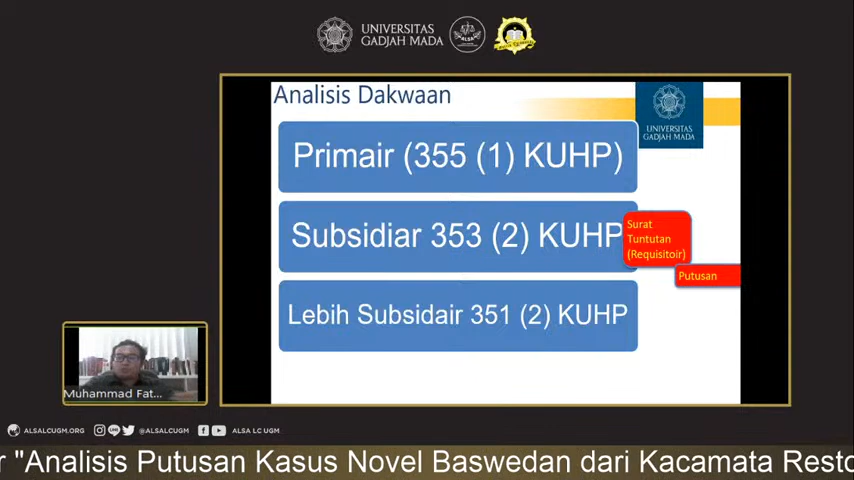 UNIVERSITAS
GADJAH MADA
ALSA
Analisis Dakwaan
UNIVERSITAS
GADJAH MADA
Primair (355 (1) KUHP)
Subsidiar 353 (2) KUHP
Surat
Tuntutan
(Requisitoir)
Putusan
Lebih Subsidair 351 (2) KUHP
Muhammad Fat...
ALSALCUGM.ORG
@ALSALCUGM
ALSA LC UGM
r "Analisis Putusan Kasus Novel Baswedan dari Kacamata Resto